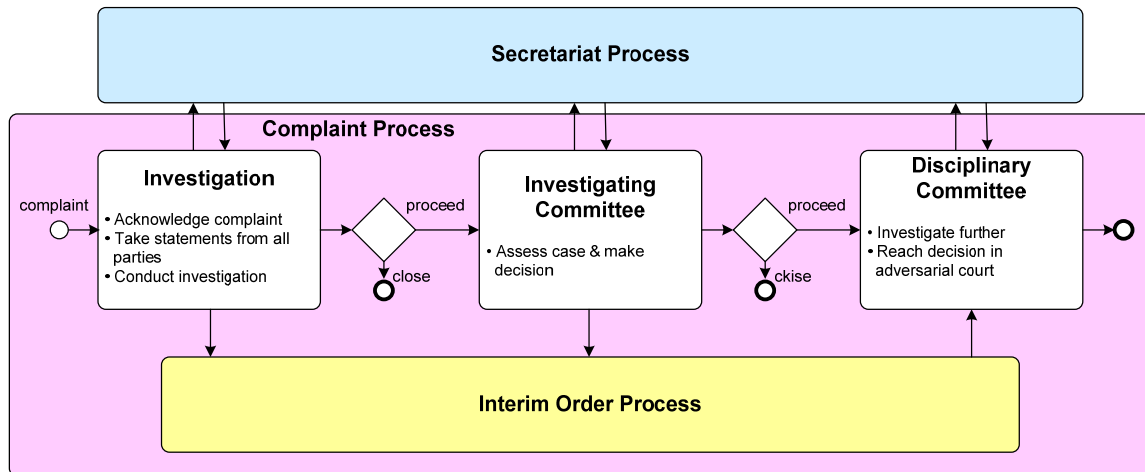 Secretariat Process
Complaint Process
complaint
Investigation
• Acknowledge complaint
• Take statements from all
parties
• Conduct investigation
proceed
close
Investigating
Committee
• Assess case & make
decision
proceed
ckise
Disciplinary
Committee
• Investigate further
• Reach decision in
adversarial court
Interim Order Process